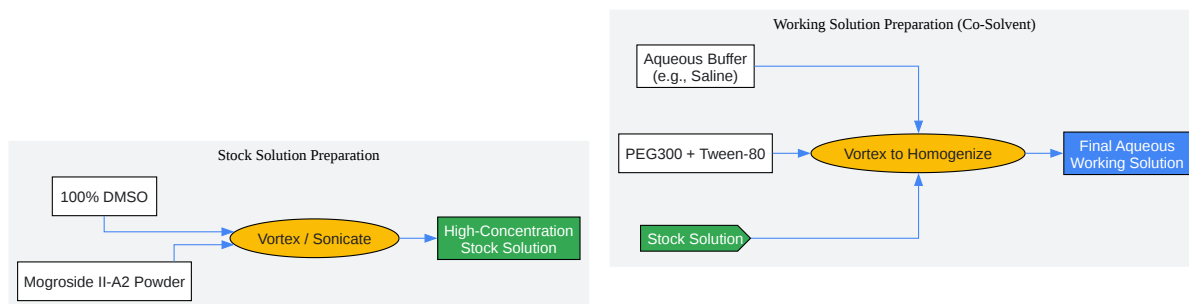 Stock Solution Preparation
100% DMSO
Vortex / Sonicate
High-Concentration
Stock Solution
Mogroside II-A2 Powder
Working Solution Preparation (Co-Solvent)
Aqueous Buffer
(e.g., Saline)
PEG300 + Tween-80
Vortex to Homogenize
Final Aqueous
Working Solution
Stock Solution